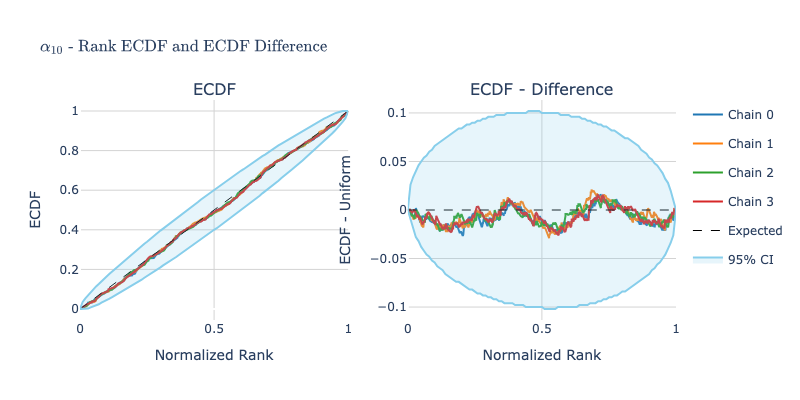 α₁₀ - Rank ECDF and ECDF Difference
ECDF
ECDF - Difference
ECDF
1
0.8
0.6
0.4
0.2
0
0
0.5
1
Normalized Rank
ECDF - Uniform
0.1
0.05
0
−0.05
−0.1
0
0.5
1
Normalized Rank
Chain 0
Chain 1
Chain 2
Chain 3
Expected
95% CI